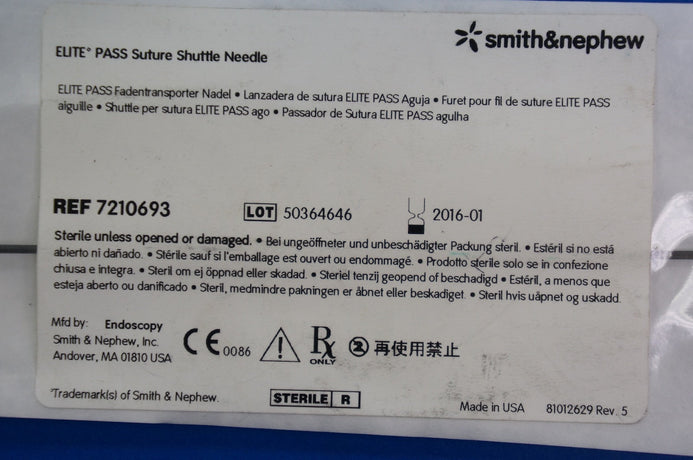 smith&nephew
ELITE° PASS Suture Shuttle Needle
ELITE PASS Fadentransporter Nadel • Lanzadera de sutura ELITE PASS Aguja • Furet pour fil de suture ELITE PASS
aiguille • Shuttle per sutura ELITE PASS ago • Passador de Sutura ELITE PASS agulha
REF 7210693 LOT 50364646 2016-01
Sterile unless opened or damaged. • Bei ungeöffneter und unbeschädigter Packung steril. • Estéril si no está
abierto ni dañado. • Stérile sauf si l'emballage est ouvert ou endommagé. • Prodotto sterile solo se in confezione
chiusa e integra. • Steril om ej öppnad eller skadad. • Steriel tenzij geopend of beschadigd • Estéril, a menos que
esteja aberto ou danificado • Steril, medmindre pakningen er åbnet eller beskadiget. • Steril hvis uåpnet og uskadd.
Mfd by: Endoscopy
Smith & Nephew, Inc.
Andover, MA 01810 USA
CE 0086
Rx ONLY
2 再使用禁止
°Trademark(s) of Smith & Nephew.
STERILE R
Made in USA 81012629 Rev. 5